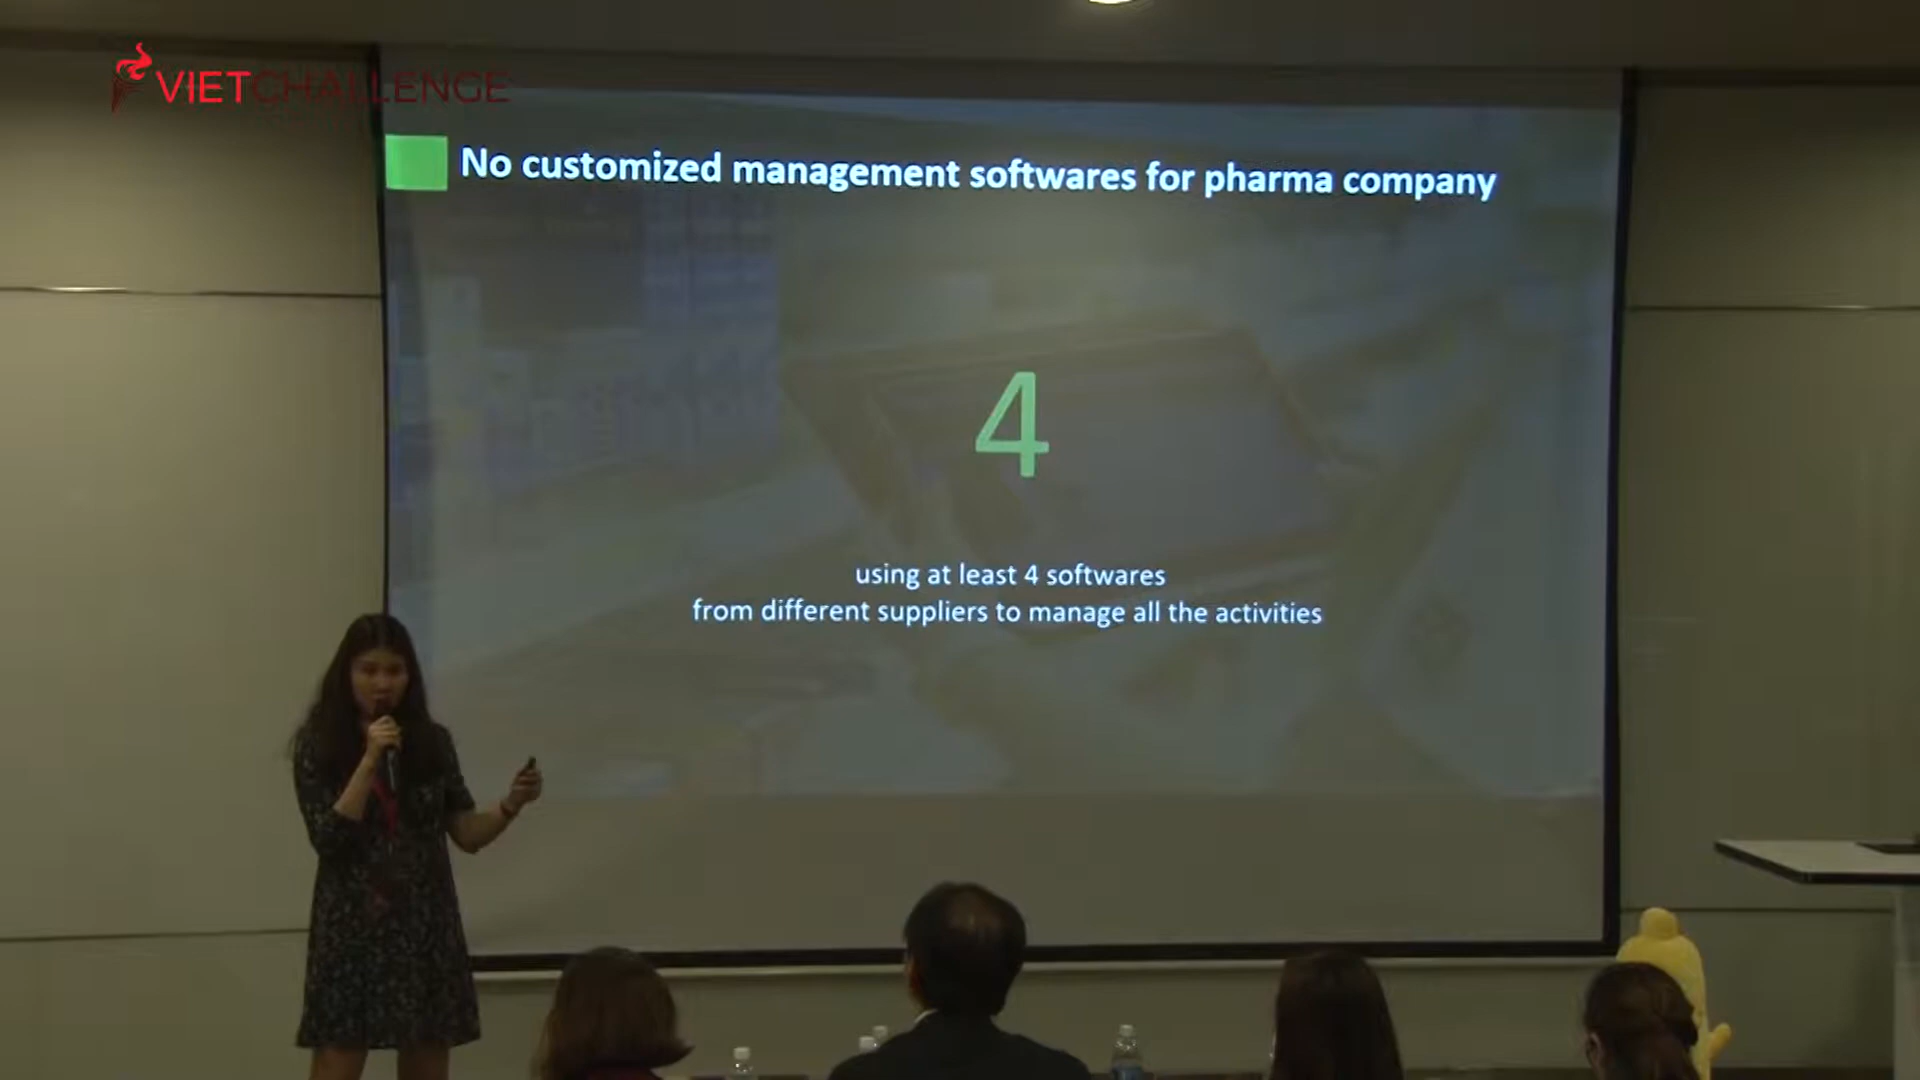 VIETCHALLENGE
No customized management softwares for pharma company
4
using at least 4 softwares
from different suppliers to manage all the activities